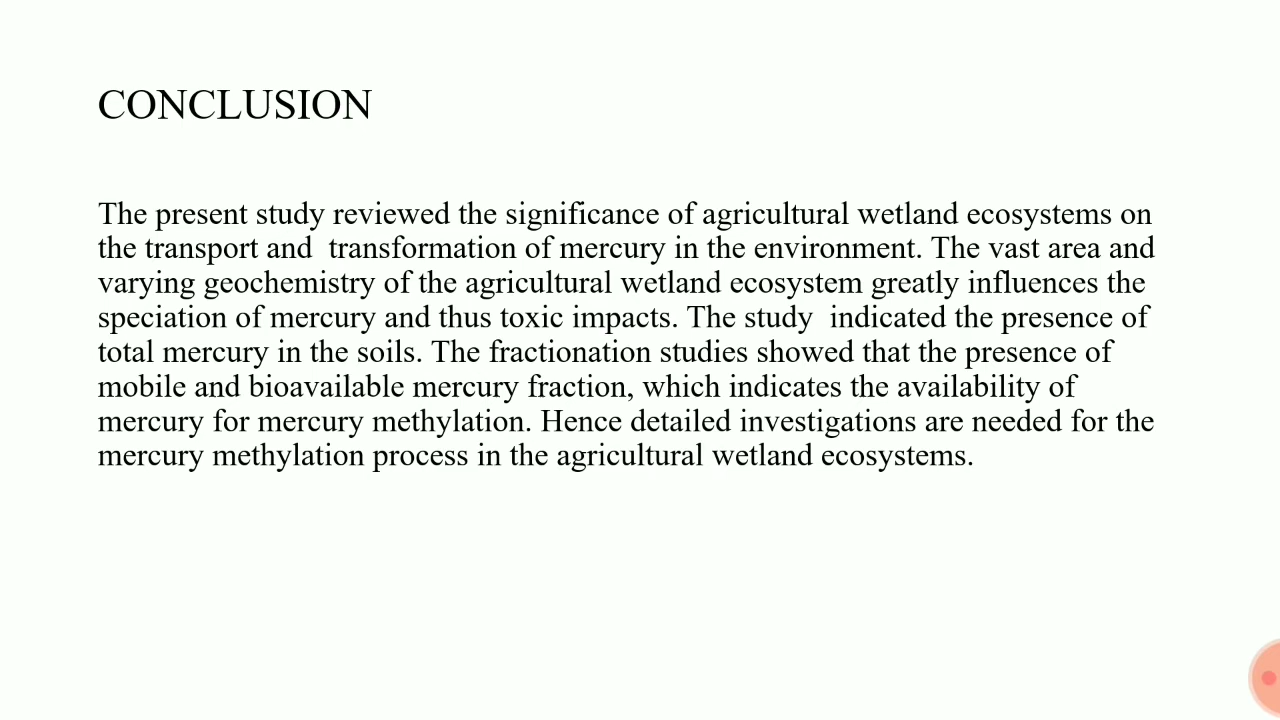 CONCLUSION
The present study reviewed the significance of agricultural wetland ecosystems on
the transport and  transformation of mercury in the environment. The vast area and
varying geochemistry of the agricultural wetland ecosystem greatly influences the
speciation of mercury and thus toxic impacts. The study  indicated the presence of
total mercury in the soils. The fractionation studies showed that the presence of
mobile and bioavailable mercury fraction, which indicates the availability of
mercury for mercury methylation. Hence detailed investigations are needed for the
mercury methylation process in the agricultural wetland ecosystems.